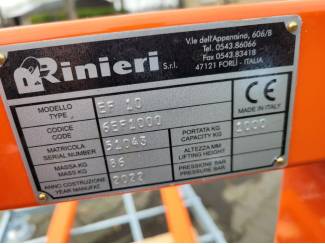 Rinieri S.r.l.
V.le dell'Appennino, 606/B
Tel. 0543.86066
Fax 0543.83418
47121 FORLÌ - ITALIA
MODELLO TYPE EF 10
CODICE CODE 6EF1000
MATRICOLA SERIAL NUMBER 51043
MASSA KG MASS KG 86
ANNO COSTRUZIONE YEAR MANUFAT. 2022
CE
MADE IN ITALY
PORTATA KG CAPACITY KG 1000
ALTEZZA MM LIFTING HEIGHT
PRESSIONE BAR PRESSURE BAR